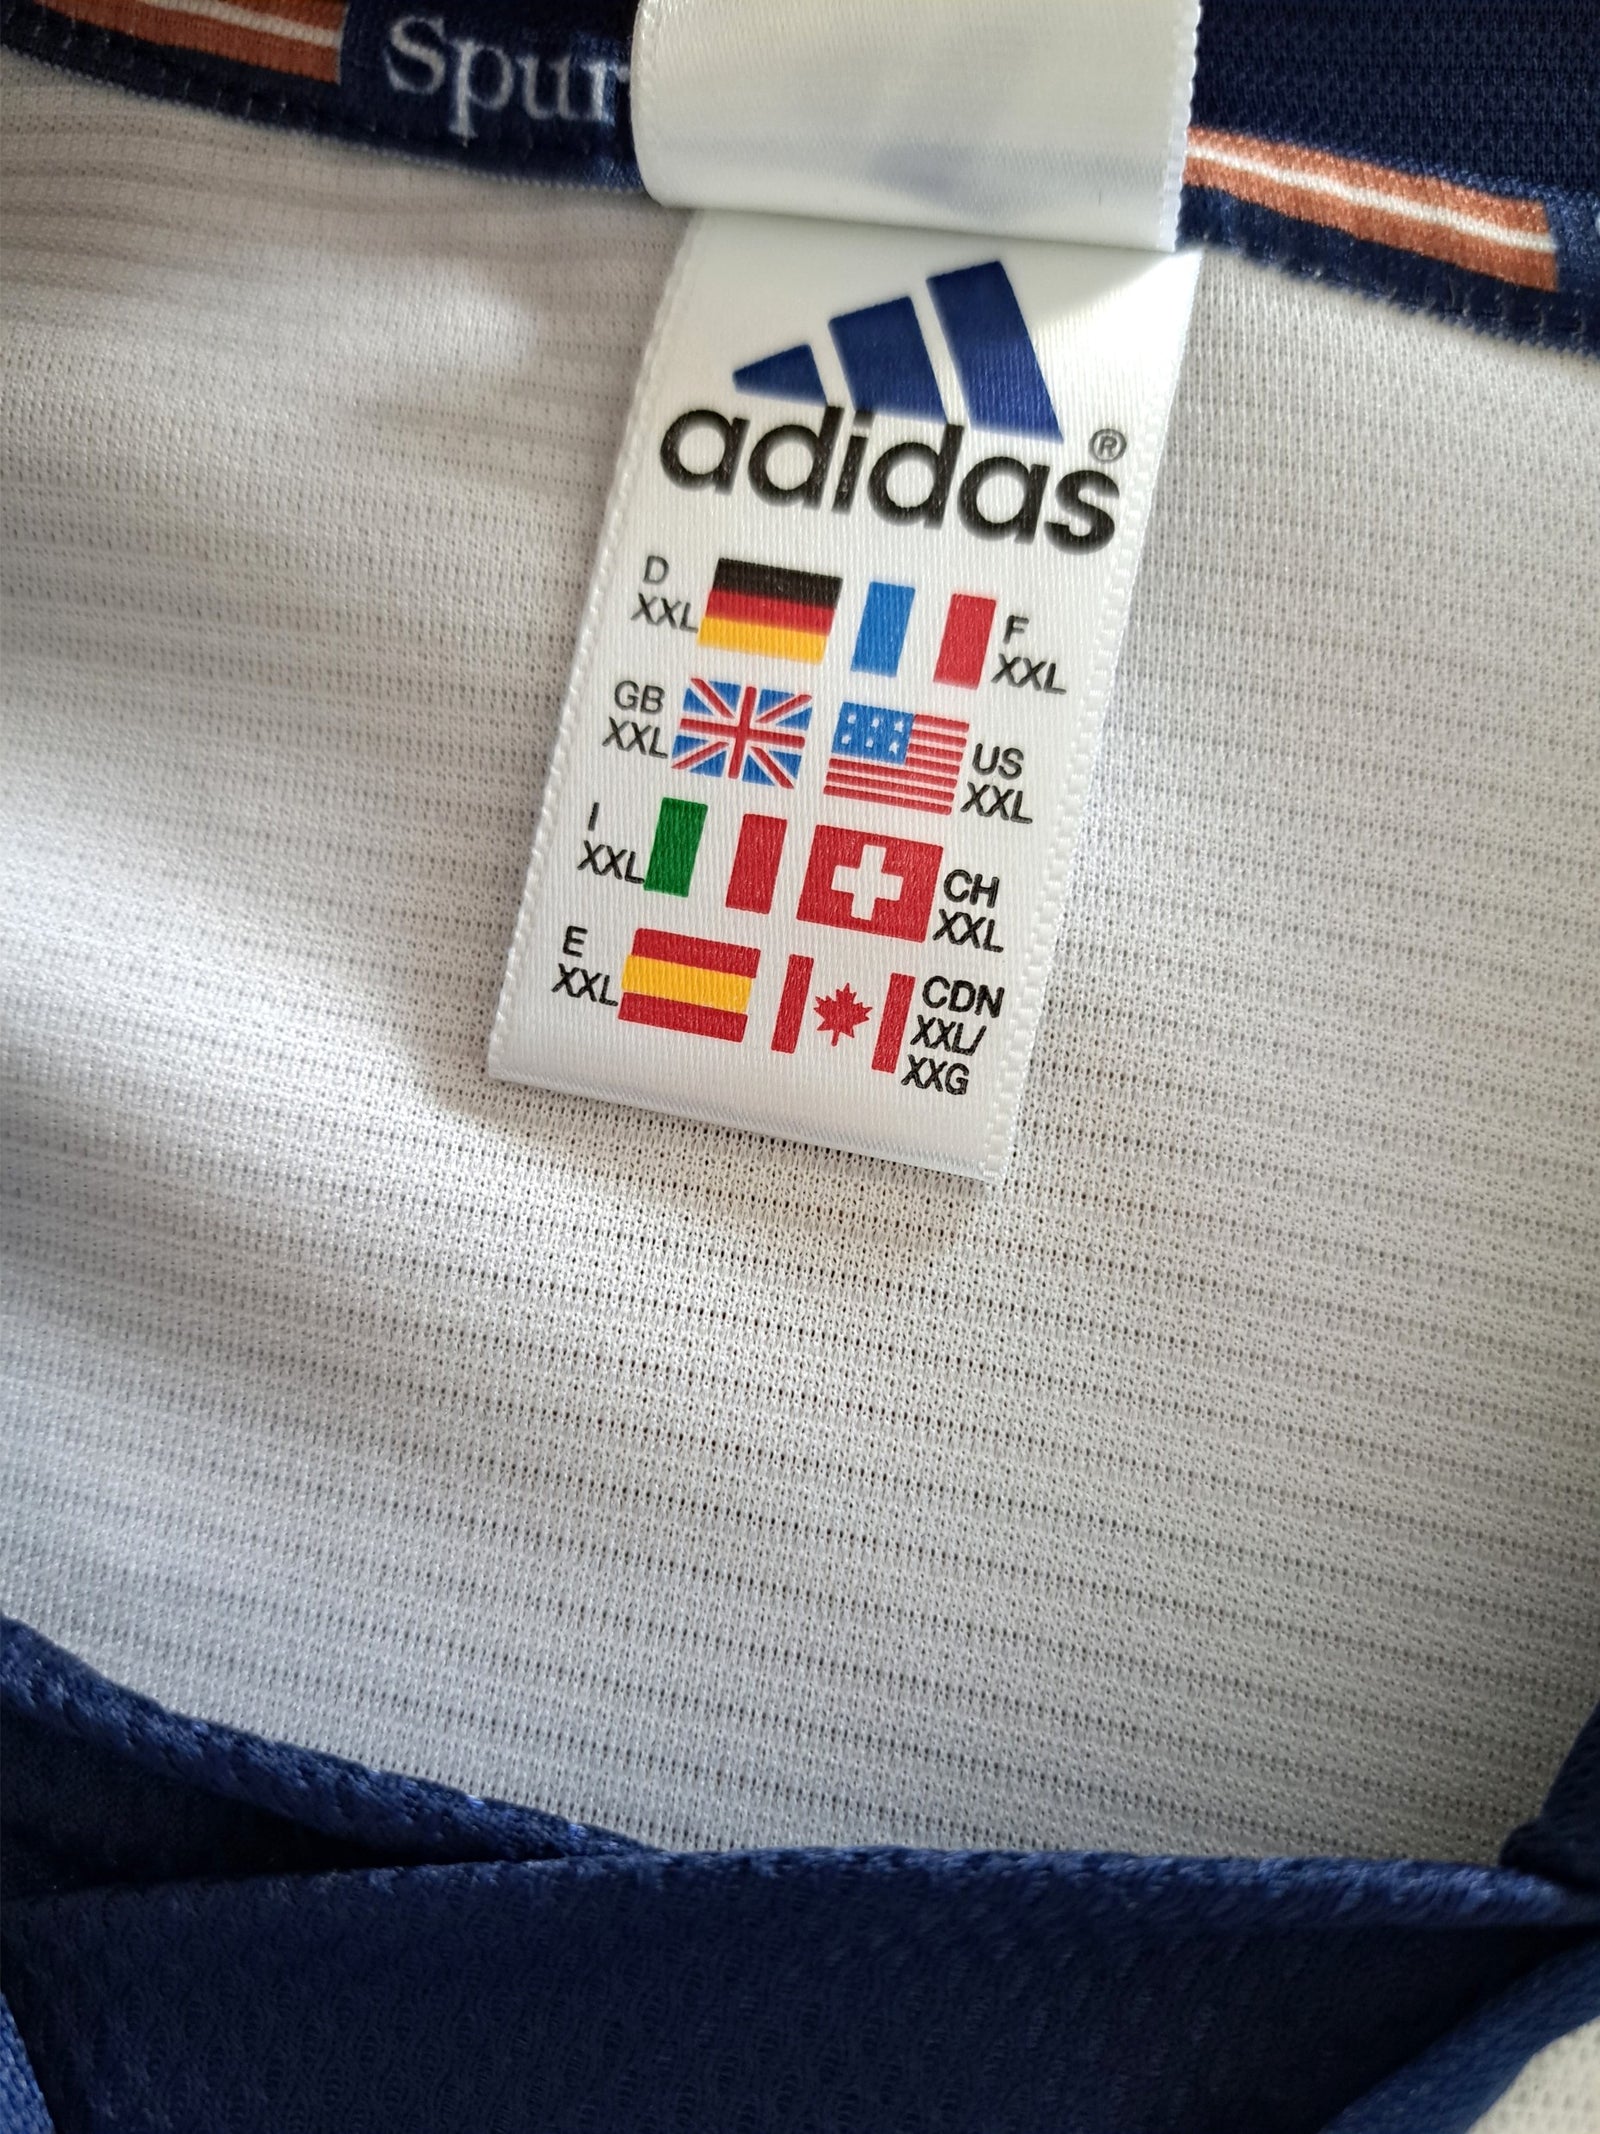 Spur
adidas®
D
XXL
F
XXL
GB
XXL
US
XXL
I
XXL
CH
XXL
E
XXL
CDN
XXL/
XXG